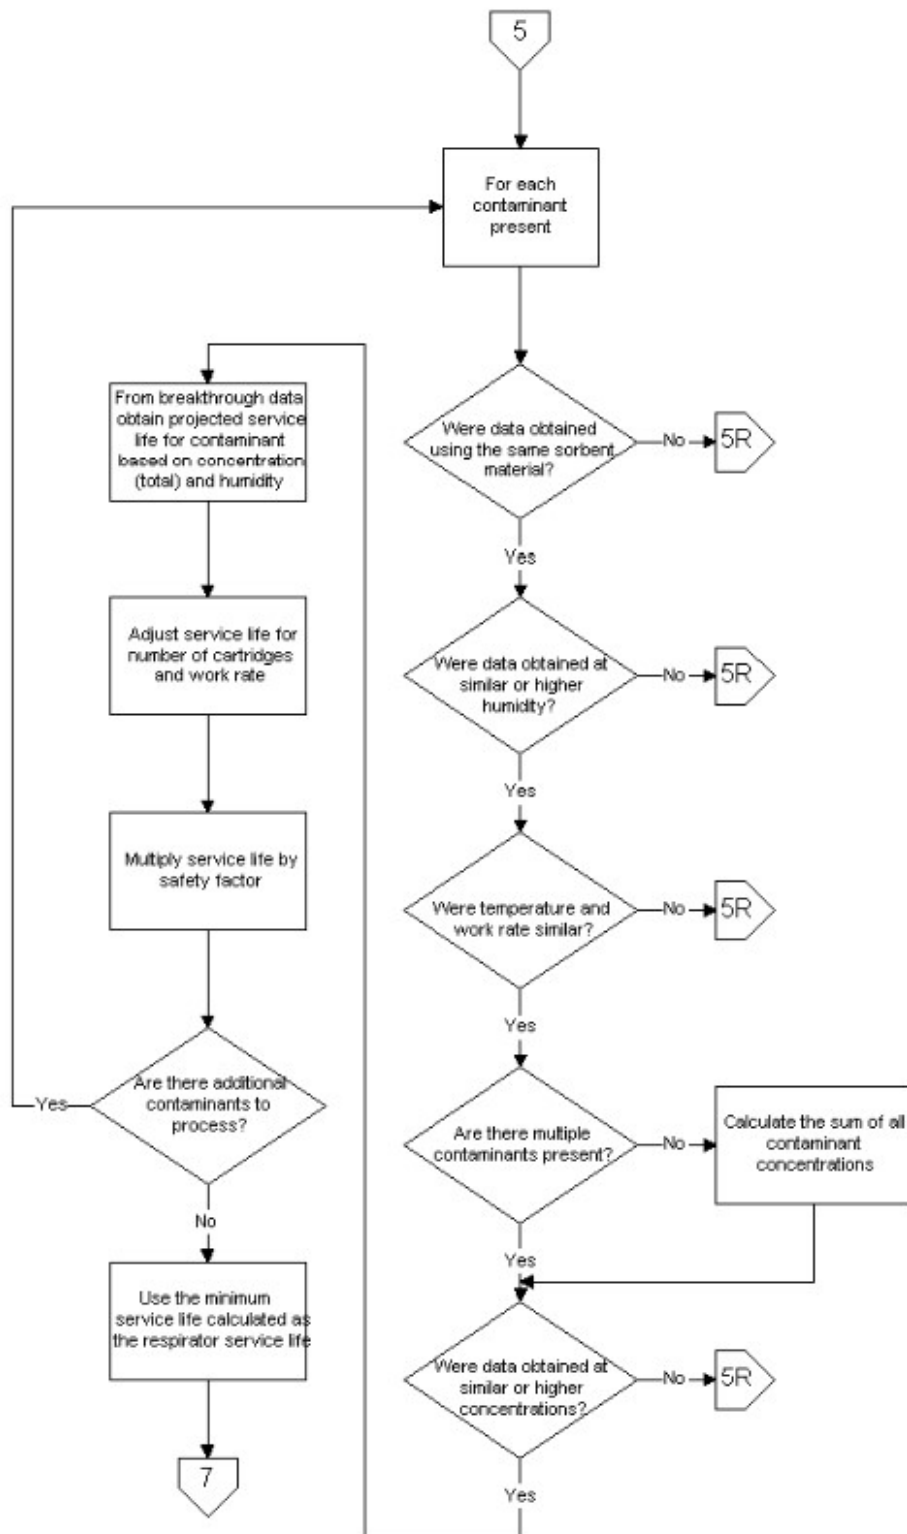 5
For each
contaminant
present
Were data obtained
using the same sorbent
material?
No
5R
Yes
Were data obtained at
similar or higher
humidity?
No
5R
Yes
Were temperature and
work rate similar?
No
5R
Yes
Are there multiple
contaminants present?
No
Calculate the sum of all
contaminant
concentrations
Yes
Were data obtained at
similar or higher
concentrations?
No
5R
Yes
From breakthrough data
obtain projected service
life for contaminant
based on concentration
(total) and humidity
Adjust service life for
number of cartridges
and work rate
Multiply service life by
safety factor
Are there additional
contaminants to
process?
Yes
No
Use the minimum
service life calculated as
the respirator service life
7